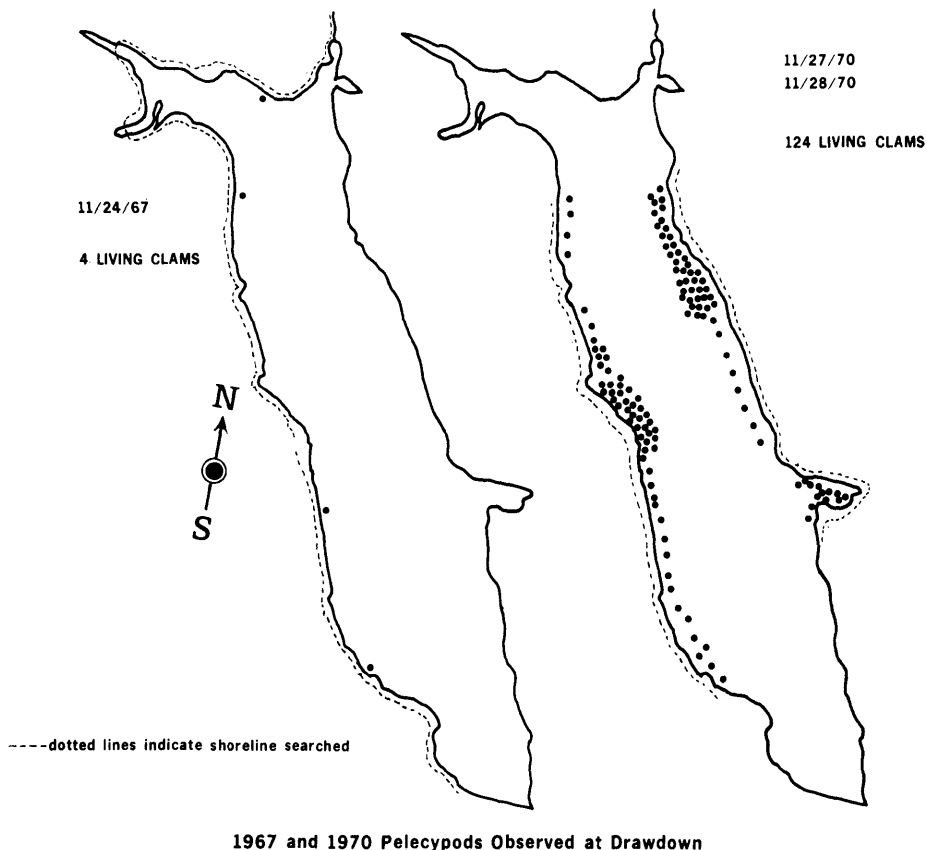 11/27/70
11/28/70
124 LIVING CLAMS
11/24/67
4 LIVING CLAMS
N
S
----dotted lines indicate shoreline searched
1967 and 1970 Pelecypods Observed at Drawdown